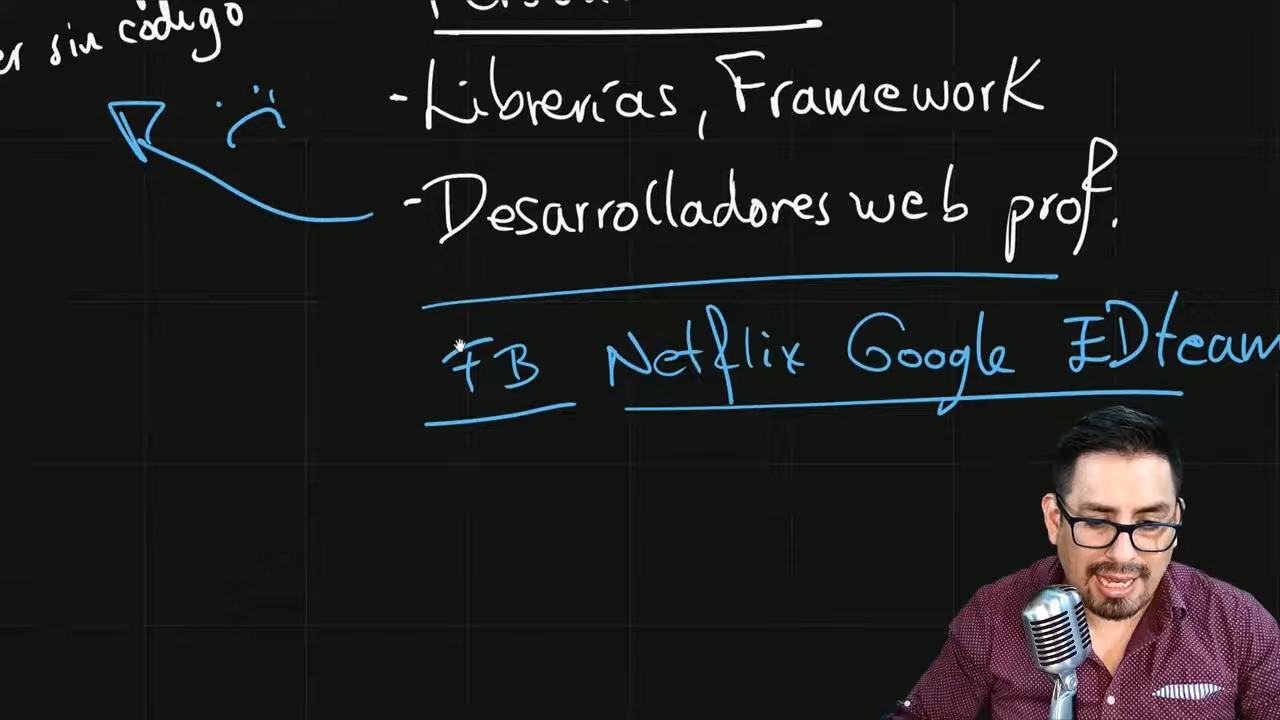 sin código
- Librerías, Framework
- Desarrolladores web prof.
FB Netflix Google EDteam